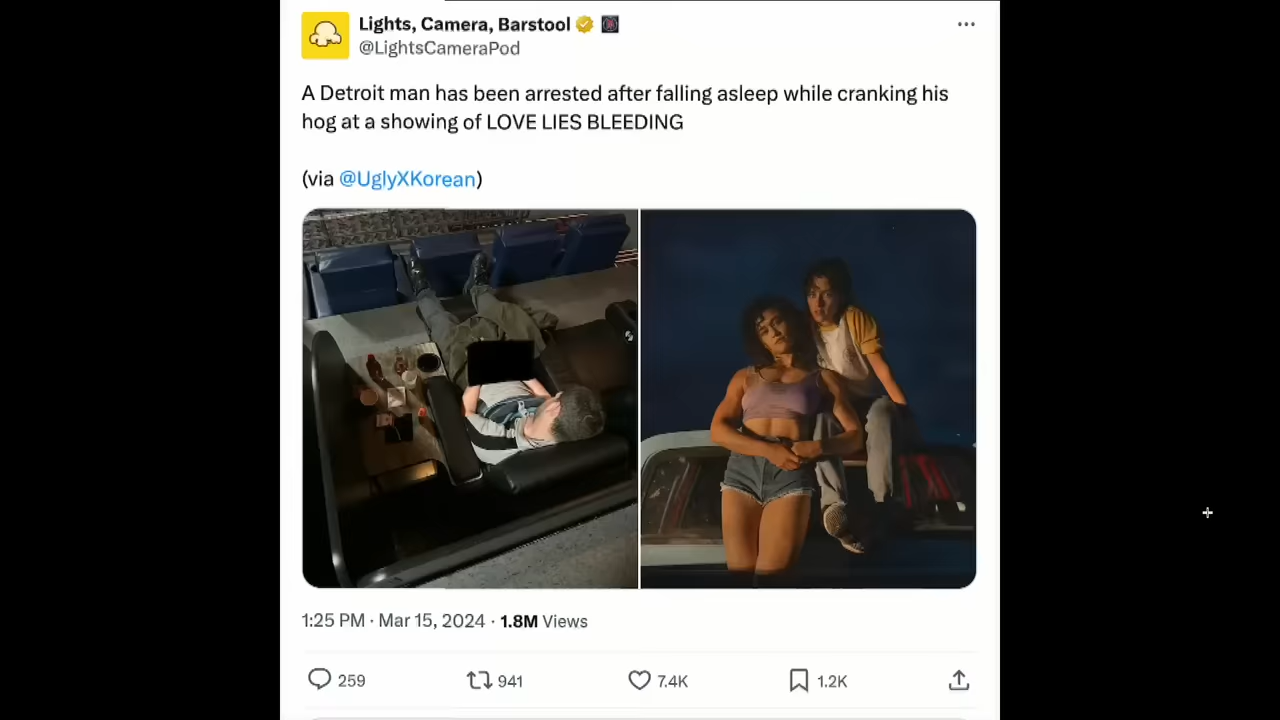 Lights, Camera, Barstool
@LightsCameraPod
A Detroit man has been arrested after falling asleep while cranking his
hog at a showing of LOVE LIES BLEEDING
(via @UglyXKorean)
1:25 PM · Mar 15, 2024 · 1.8M Views
259 941 7.4K 1.2K